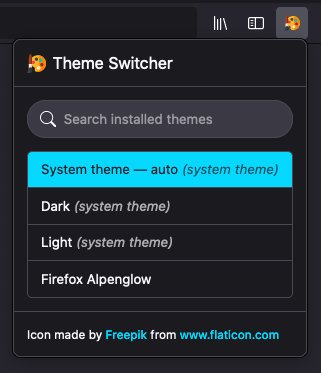 Theme Switcher
Search installed themes
System theme — auto (system theme)
Dark (system theme)
Light (system theme)
Firefox Alpenglow
Icon made by Freepik from www.flaticon.com